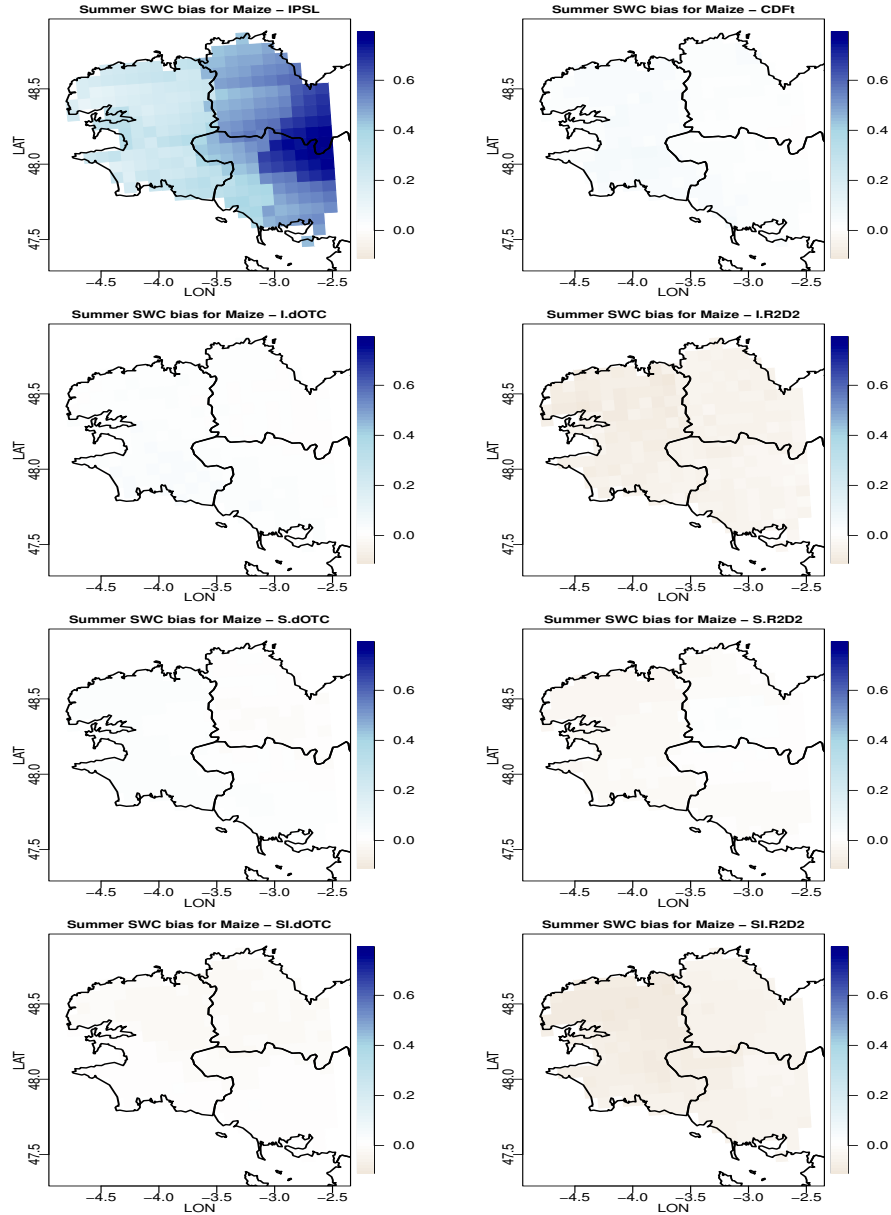 Summer SWC bias for Maize − IPSL
LAT
48.5
48.0
47.5
0.6
0.4
0.2
0.0
−4.5 −4.0 −3.5 −3.0 −2.5
LON
Summer SWC bias for Maize − CDFt
LAT
48.5
48.0
47.5
0.6
0.4
0.2
0.0
−4.5 −4.0 −3.5 −3.0 −2.5
LON
Summer SWC bias for Maize − I.dOTC
LAT
48.5
48.0
47.5
0.6
0.4
0.2
0.0
−4.5 −4.0 −3.5 −3.0 −2.5
LON
Summer SWC bias for Maize − I.R2D2
LAT
48.5
48.0
47.5
0.6
0.4
0.2
0.0
−4.5 −4.0 −3.5 −3.0 −2.5
LON
Summer SWC bias for Maize − S.dOTC
LAT
48.5
48.0
47.5
0.6
0.4
0.2
0.0
−4.5 −4.0 −3.5 −3.0 −2.5
LON
Summer SWC bias for Maize − S.R2D2
LAT
48.5
48.0
47.5
0.6
0.4
0.2
0.0
−4.5 −4.0 −3.5 −3.0 −2.5
LON
Summer SWC bias for Maize − SI.dOTC
LAT
48.5
48.0
47.5
0.6
0.4
0.2
0.0
−4.5 −4.0 −3.5 −3.0 −2.5
LON
Summer SWC bias for Maize − SI.R2D2
LAT
48.5
48.0
47.5
0.6
0.4
0.2
0.0
−4.5 −4.0 −3.5 −3.0 −2.5
LON